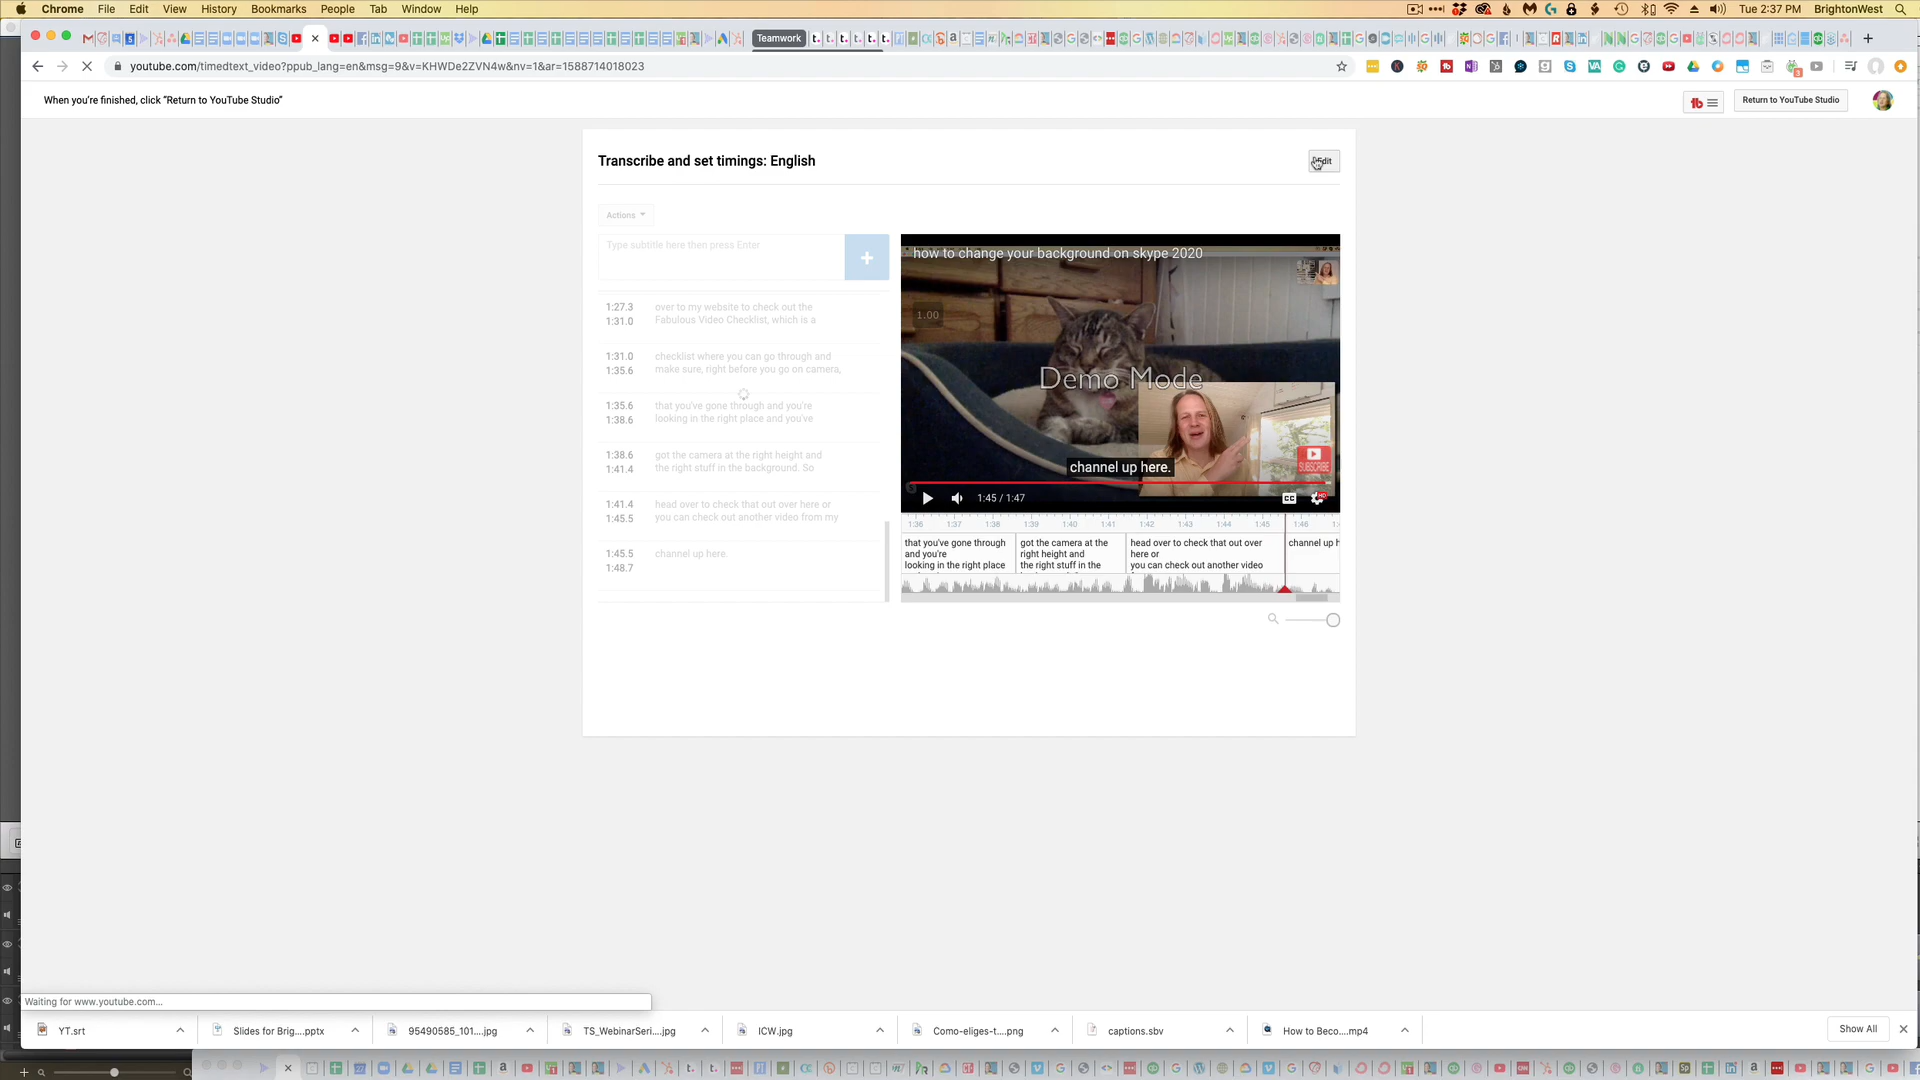 Chrome File Edit View History Bookmarks People Tab Window Help
Tue 2:37 PM BrightonWest
Teamwork
youtube.com/timedtext_video?ppub_lang=en&msg=9&v=KHWDe2ZVN4w&nv=1&ar=1588714018023
When you're finished, click "Return to YouTube Studio"
Return to YouTube Studio
Transcribe and set timings: English
Edit
Actions
Type subtitle here then press Enter
+
1:27.3 over to my website to check out the
1:31.0 Fabulous Video Checklist, which is a
1:31.0 checklist where you can go through and
1:35.6 make sure, right before you go on camera,
1:35.6 that you've gone through and you're
1:38.6 looking in the right place and you've
1:38.6 got the camera at the right height and
1:41.4 the right stuff in the background. So
1:41.4 head over to check that out over here or
1:45.5 you can check out another video from my
1:45.5 channel up here.
1:48.7
how to change your background on skype 2020
1.00
Demo Mode
SUBSCRIBE
channel up here.
1:45 / 1:47
CC
HD
1:36 1:37 1:38 1:39 1:40 1:41 1:42 1:43 1:44 1:45 1:46
that you've gone through
and you're
looking in the right place
got the camera at the
right height and
the right stuff in the
head over to check that out over
here or
you can check out another video
channel up h
Waiting for www.youtube.com...
YT.srt
Slides for Brig....pptx
95490585_101....jpg
TS_WebinarSeri....jpg
ICW.jpg
Como-eliges-t....png
captions.sbv
How to Beco....mp4
Show All